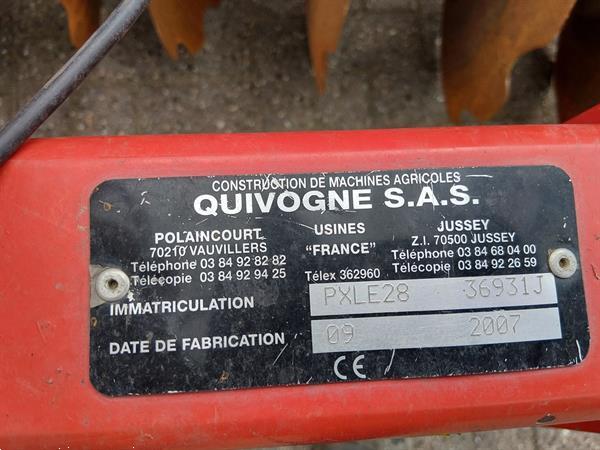 CONSTRUCTION DE MACHINES AGRICOLES
QUIVOGNE S.A.S.
POLAINCOURT
70210 VAUVILLERS
Téléphone 03 84 92 82 82
Télécopie 03 84 92 94 25
USINES
"FRANCE"
Télex 362960
JUSSEY
Z.I. 70500 JUSSEY
Téléphone 03 84 68 04 00
Télécopie 03 84 92 26 59
IMMATRICULATION PXLE28 36931J
DATE DE FABRICATION 09 2007
CE